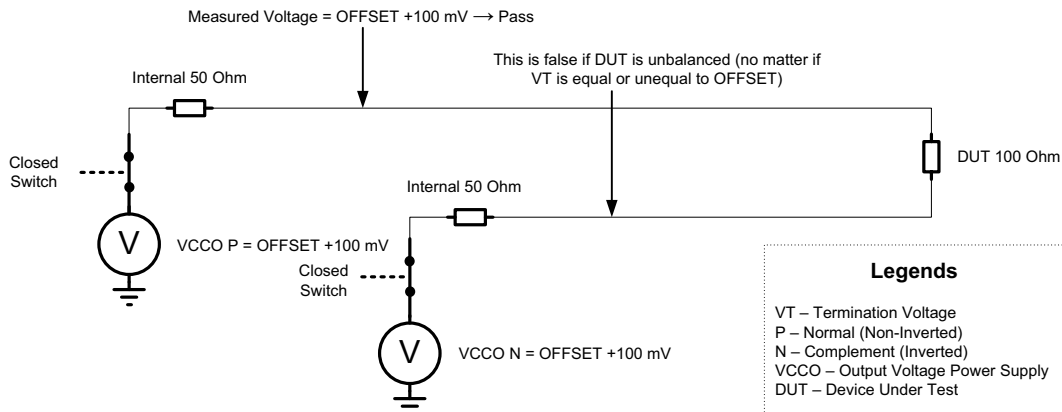 Measured Voltage = OFFSET +100 mV → Pass
This is false if DUT is unbalanced (no matter if
VT is equal or unequal to OFFSET)
Internal 50 Ohm
Closed
Switch
DUT 100 Ohm
Internal 50 Ohm
V
VCCO P = OFFSET +100 mV
Closed
Switch
V
VCCO N = OFFSET +100 mV
Legends
VT – Termination Voltage
P – Normal (Non-Inverted)
N – Complement (Inverted)
VCCO – Output Voltage Power Supply
DUT – Device Under Test